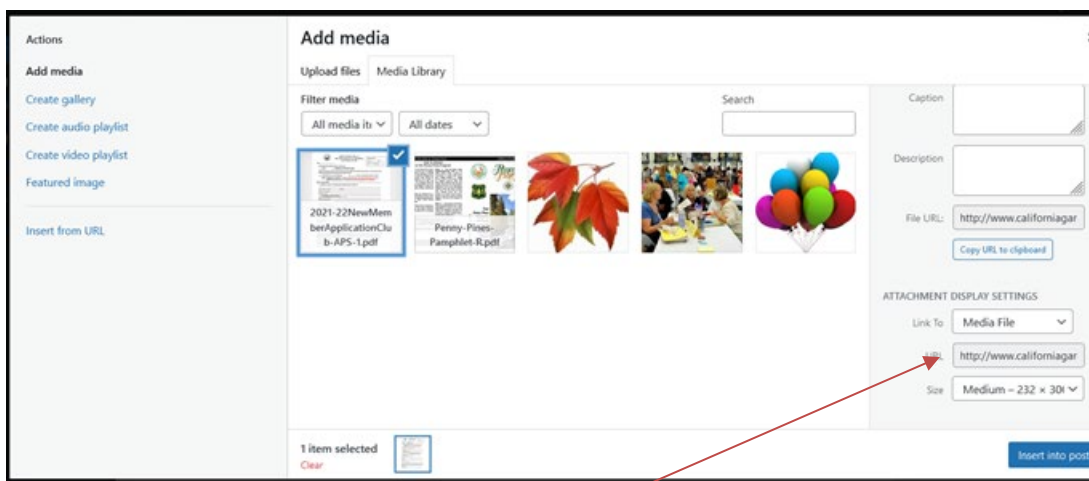 Actions
Add media
Create gallery
Create audio playlist
Create video playlist
Featured image
Insert from URL
Add media
Upload files Media Library
Filter media
All media it All dates
Search
2021-22NewMem
berApplicationClu
b-APS-1.pdf
Penny-Pines-
Pamphlet-R.pdf
Caption
Description
File URL: http://www.californiagar
Copy URL to clipboard
ATTACHMENT DISPLAY SETTINGS
Link To Media File
URL http://www.californiagar
Size Medium – 232 × 30
1 item selected
Clear
Insert into post